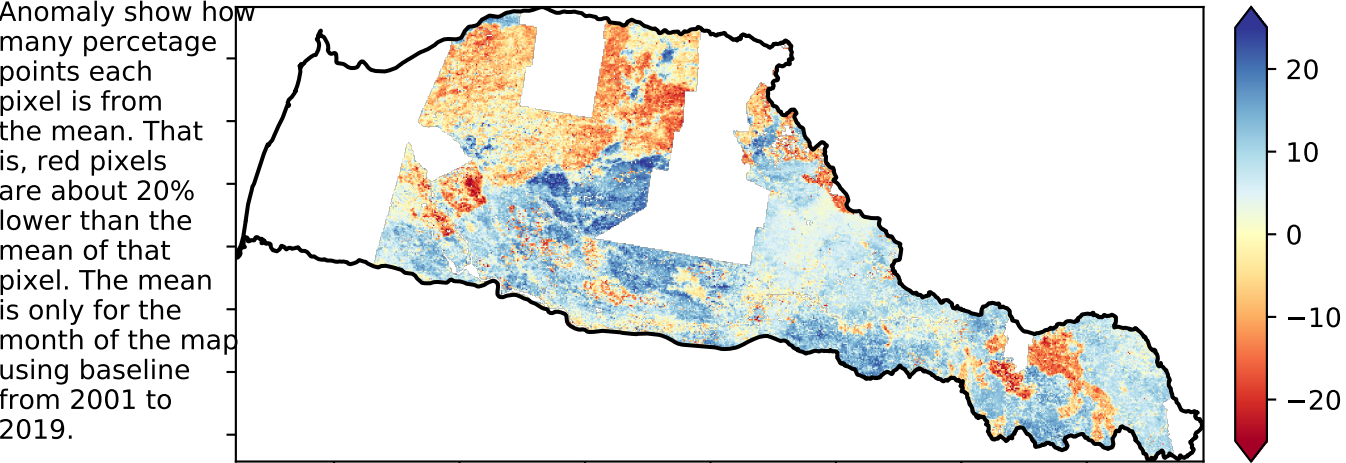 Anomaly show how
many percetage
points each
pixel is from
the mean. That
is, red pixels
are about 20%
lower than the
mean of that
pixel. The mean
is only for the
month of the map
using baseline
from 2001 to
2019.
20
10
0
−10
−20